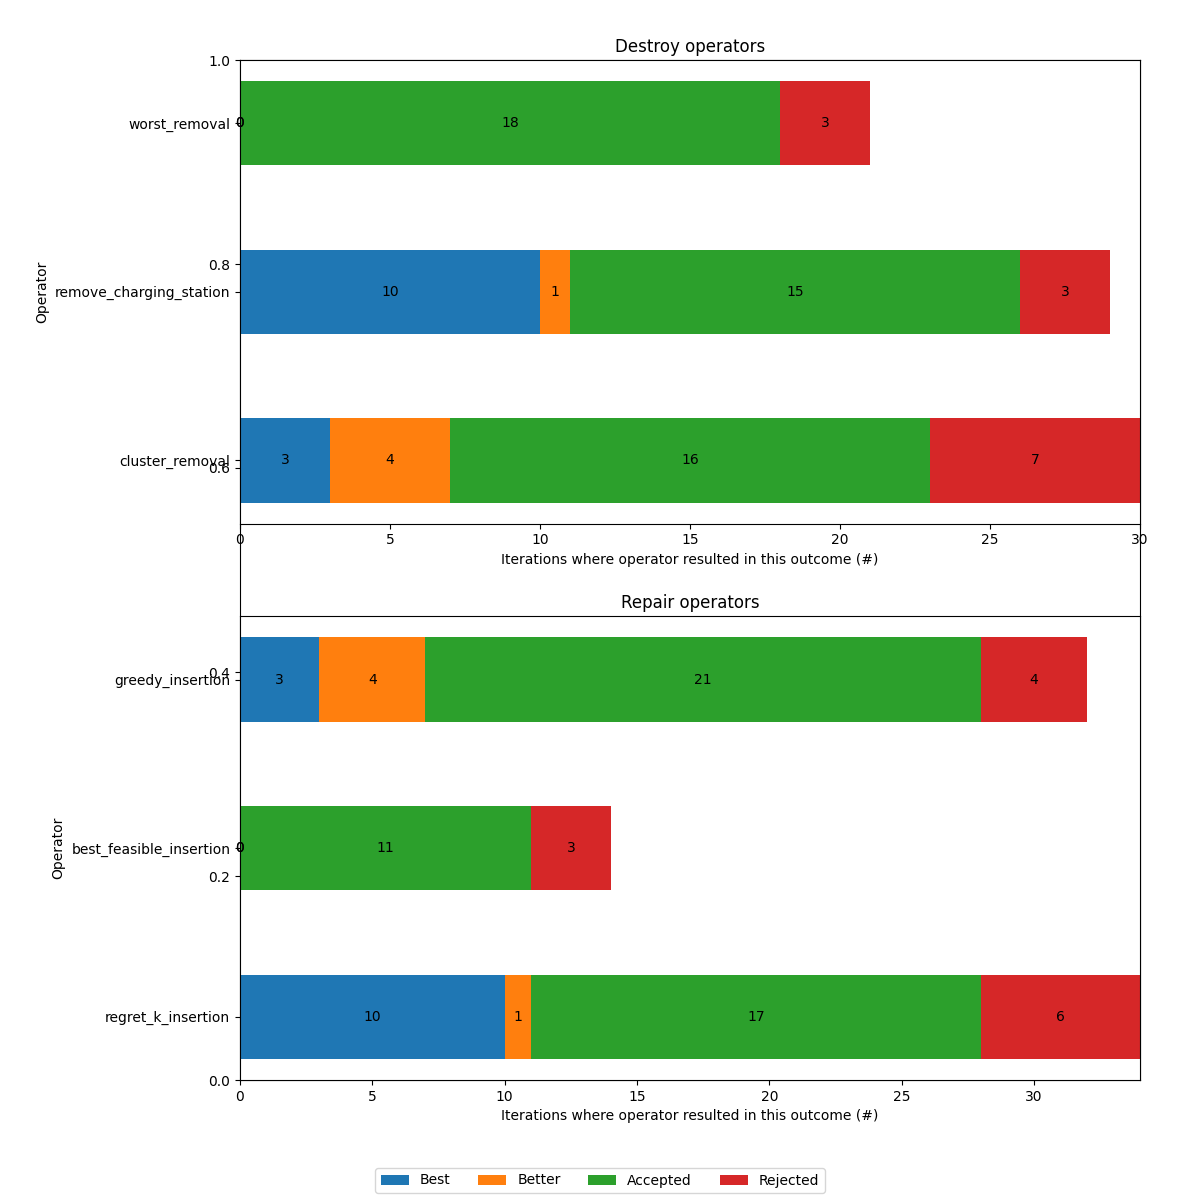 Destroy operators
1.0
worst_removal 0 0 18 3
0.8
Operator
remove_charging_station 10 1 15 3
cluster_removal 3 4 16 7
0.6
0 5 10 15 20 25 30
Iterations where operator resulted in this outcome (#)
Repair operators
0.4
greedy_insertion 3 4 21 4
Operator
best_feasible_insertion 0 0 11 3
0.2
regret_k_insertion 10 1 17 6
0.0
0 5 10 15 20 25 30
Iterations where operator resulted in this outcome (#)
Best Better Accepted Rejected